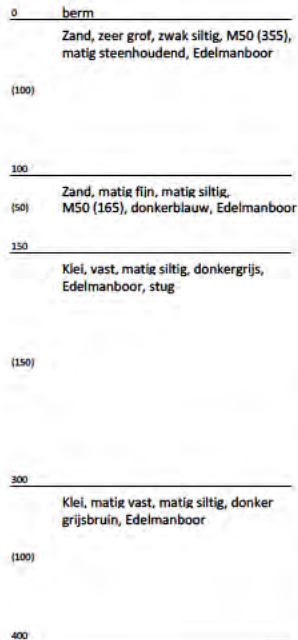 0 berm
Zand, zeer grof, zwak siltig, M50 (355),
matig steenhoudend, Edelmanboor
(100)
100
Zand, matig fijn, matig siltig,
(50) M50 (165), donkerblauw, Edelmanboor
150
Klei, vast, matig siltig, donkergrijs,
Edelmanboor, stug
(150)
300
Klei, matig vast, matig siltig, donker
grijsbruin, Edelmanboor
(100)
400